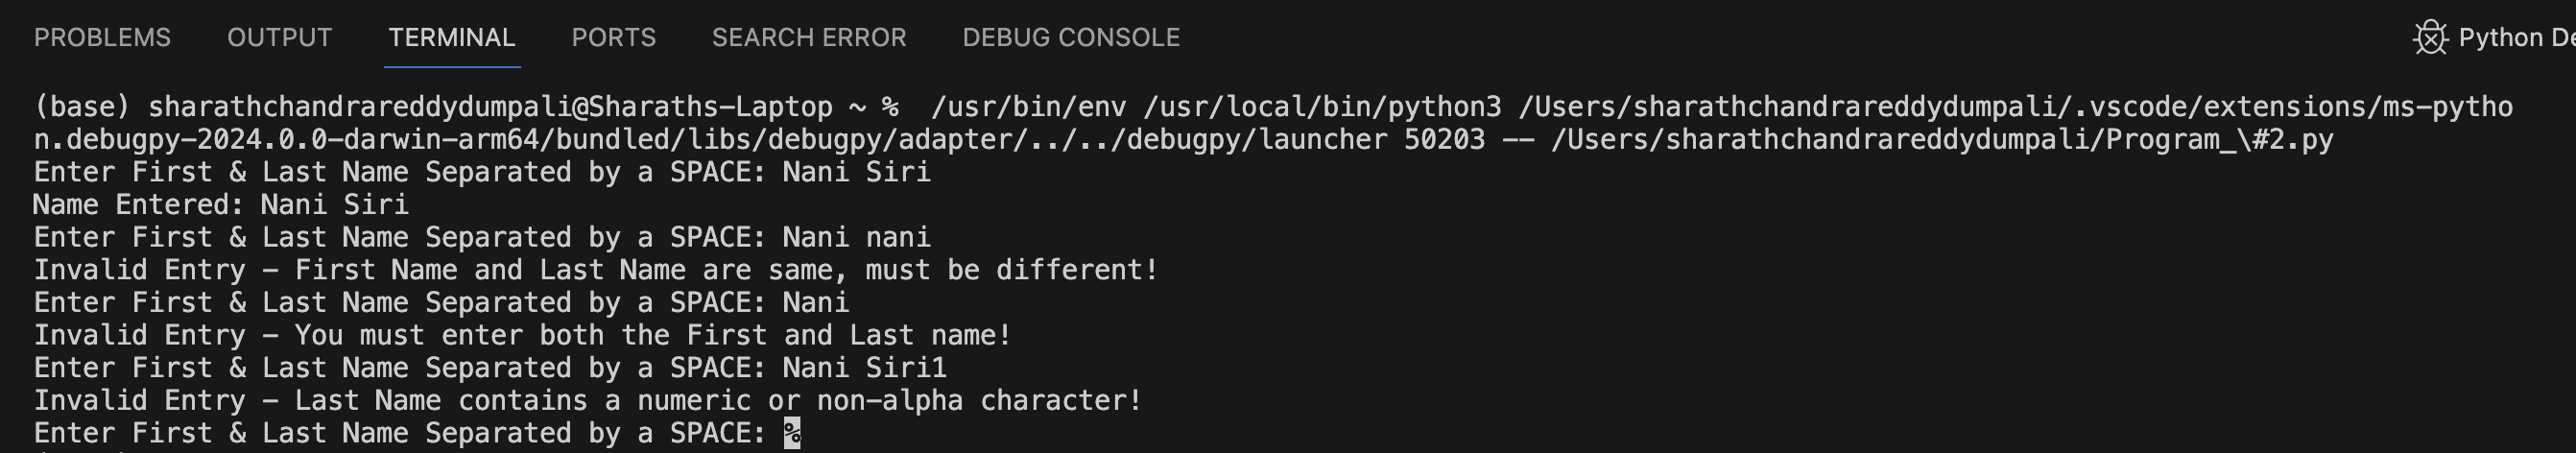 PROBLEMS OUTPUT TERMINAL PORTS SEARCH ERROR DEBUG CONSOLE Python De
(base) sharathchandrareddydumpali@Sharaths-Laptop ~ %  /usr/bin/env /usr/local/bin/python3 /Users/sharathchandrareddydumpali/.vscode/extensions/ms-pytho
n.debugpy-2024.0.0-darwin-arm64/bundled/libs/debugpy/adapter/../../debugpy/launcher 50203 -- /Users/sharathchandrareddydumpali/Program_\#2.py
Enter First & Last Name Separated by a SPACE: Nani Siri
Name Entered: Nani Siri
Enter First & Last Name Separated by a SPACE: Nani nani
Invalid Entry - First Name and Last Name are same, must be different!
Enter First & Last Name Separated by a SPACE: Nani
Invalid Entry - You must enter both the First and Last name!
Enter First & Last Name Separated by a SPACE: Nani Siri1
Invalid Entry - Last Name contains a numeric or non-alpha character!
Enter First & Last Name Separated by a SPACE: %